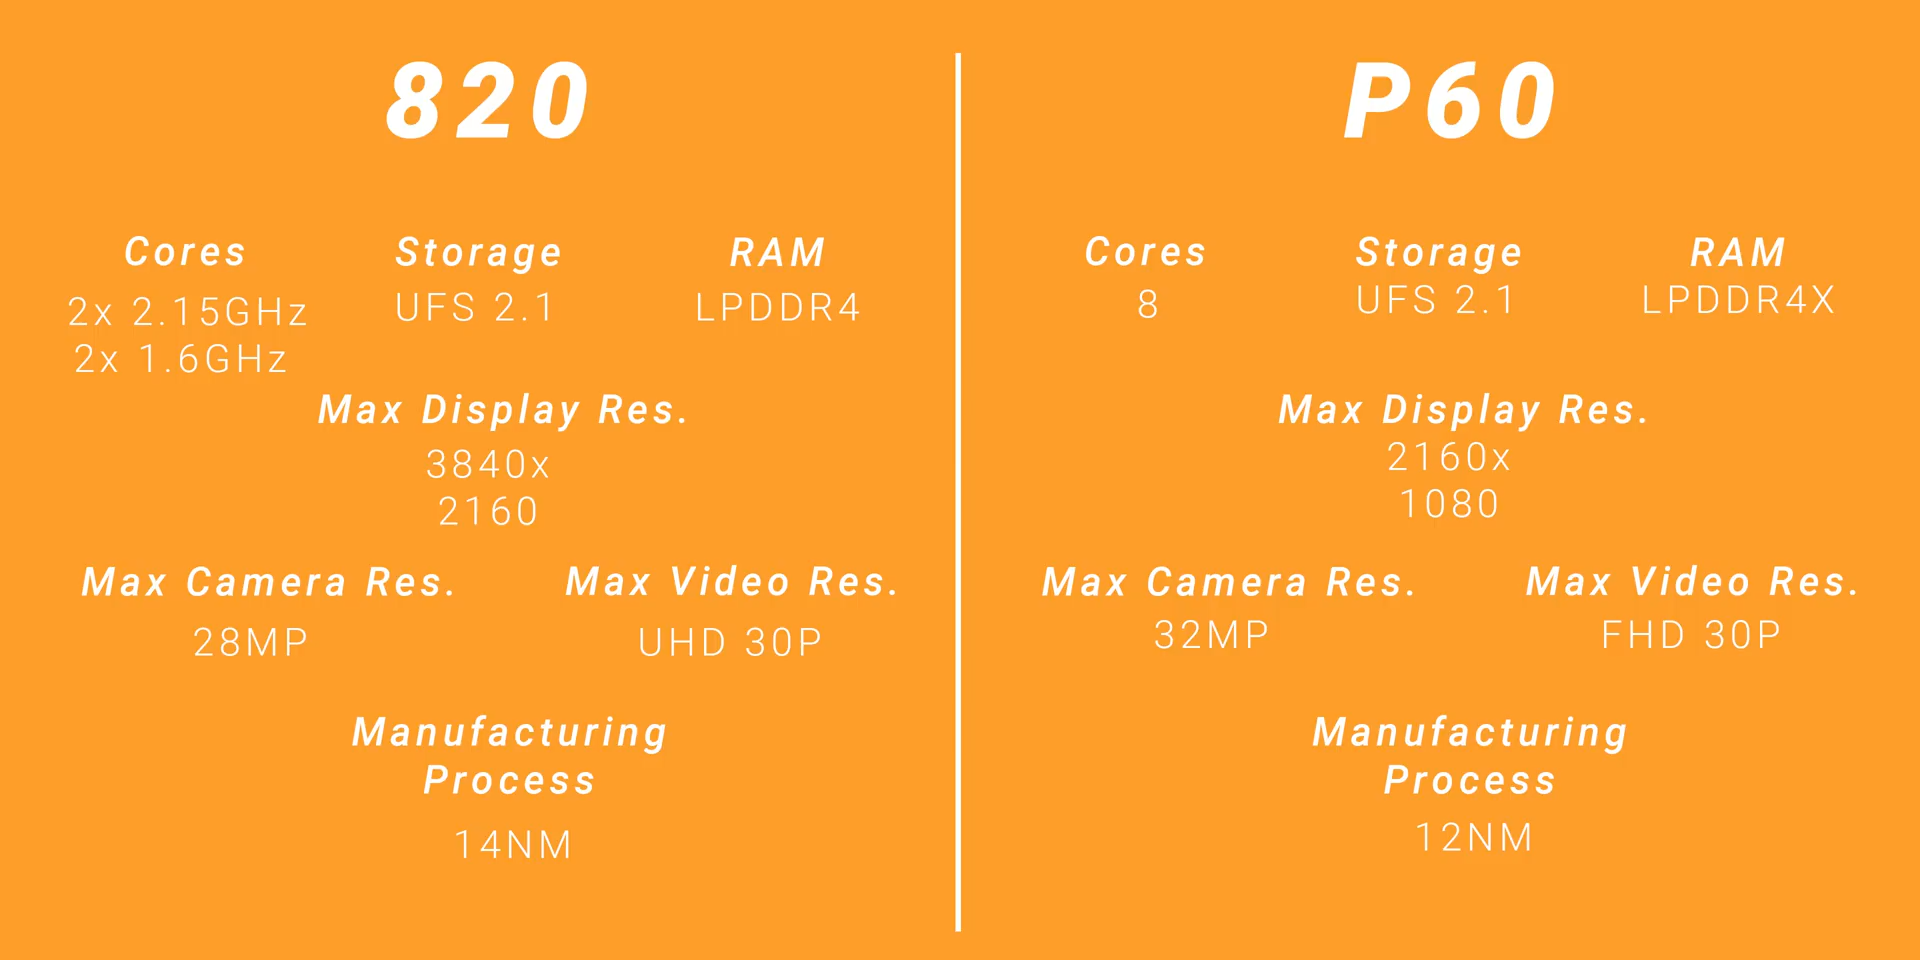 820
Cores
2x 2.15GHz
2x 1.6GHz
Storage
UFS 2.1
RAM
LPDDR4
Max Display Res.
3840x
2160
Max Camera Res.
28MP
Max Video Res.
UHD 30P
Manufacturing
Process
14NM
P60
Cores
8
Storage
UFS 2.1
RAM
LPDDR4X
Max Display Res.
2160x
1080
Max Camera Res.
32MP
Max Video Res.
FHD 30P
Manufacturing
Process
12NM